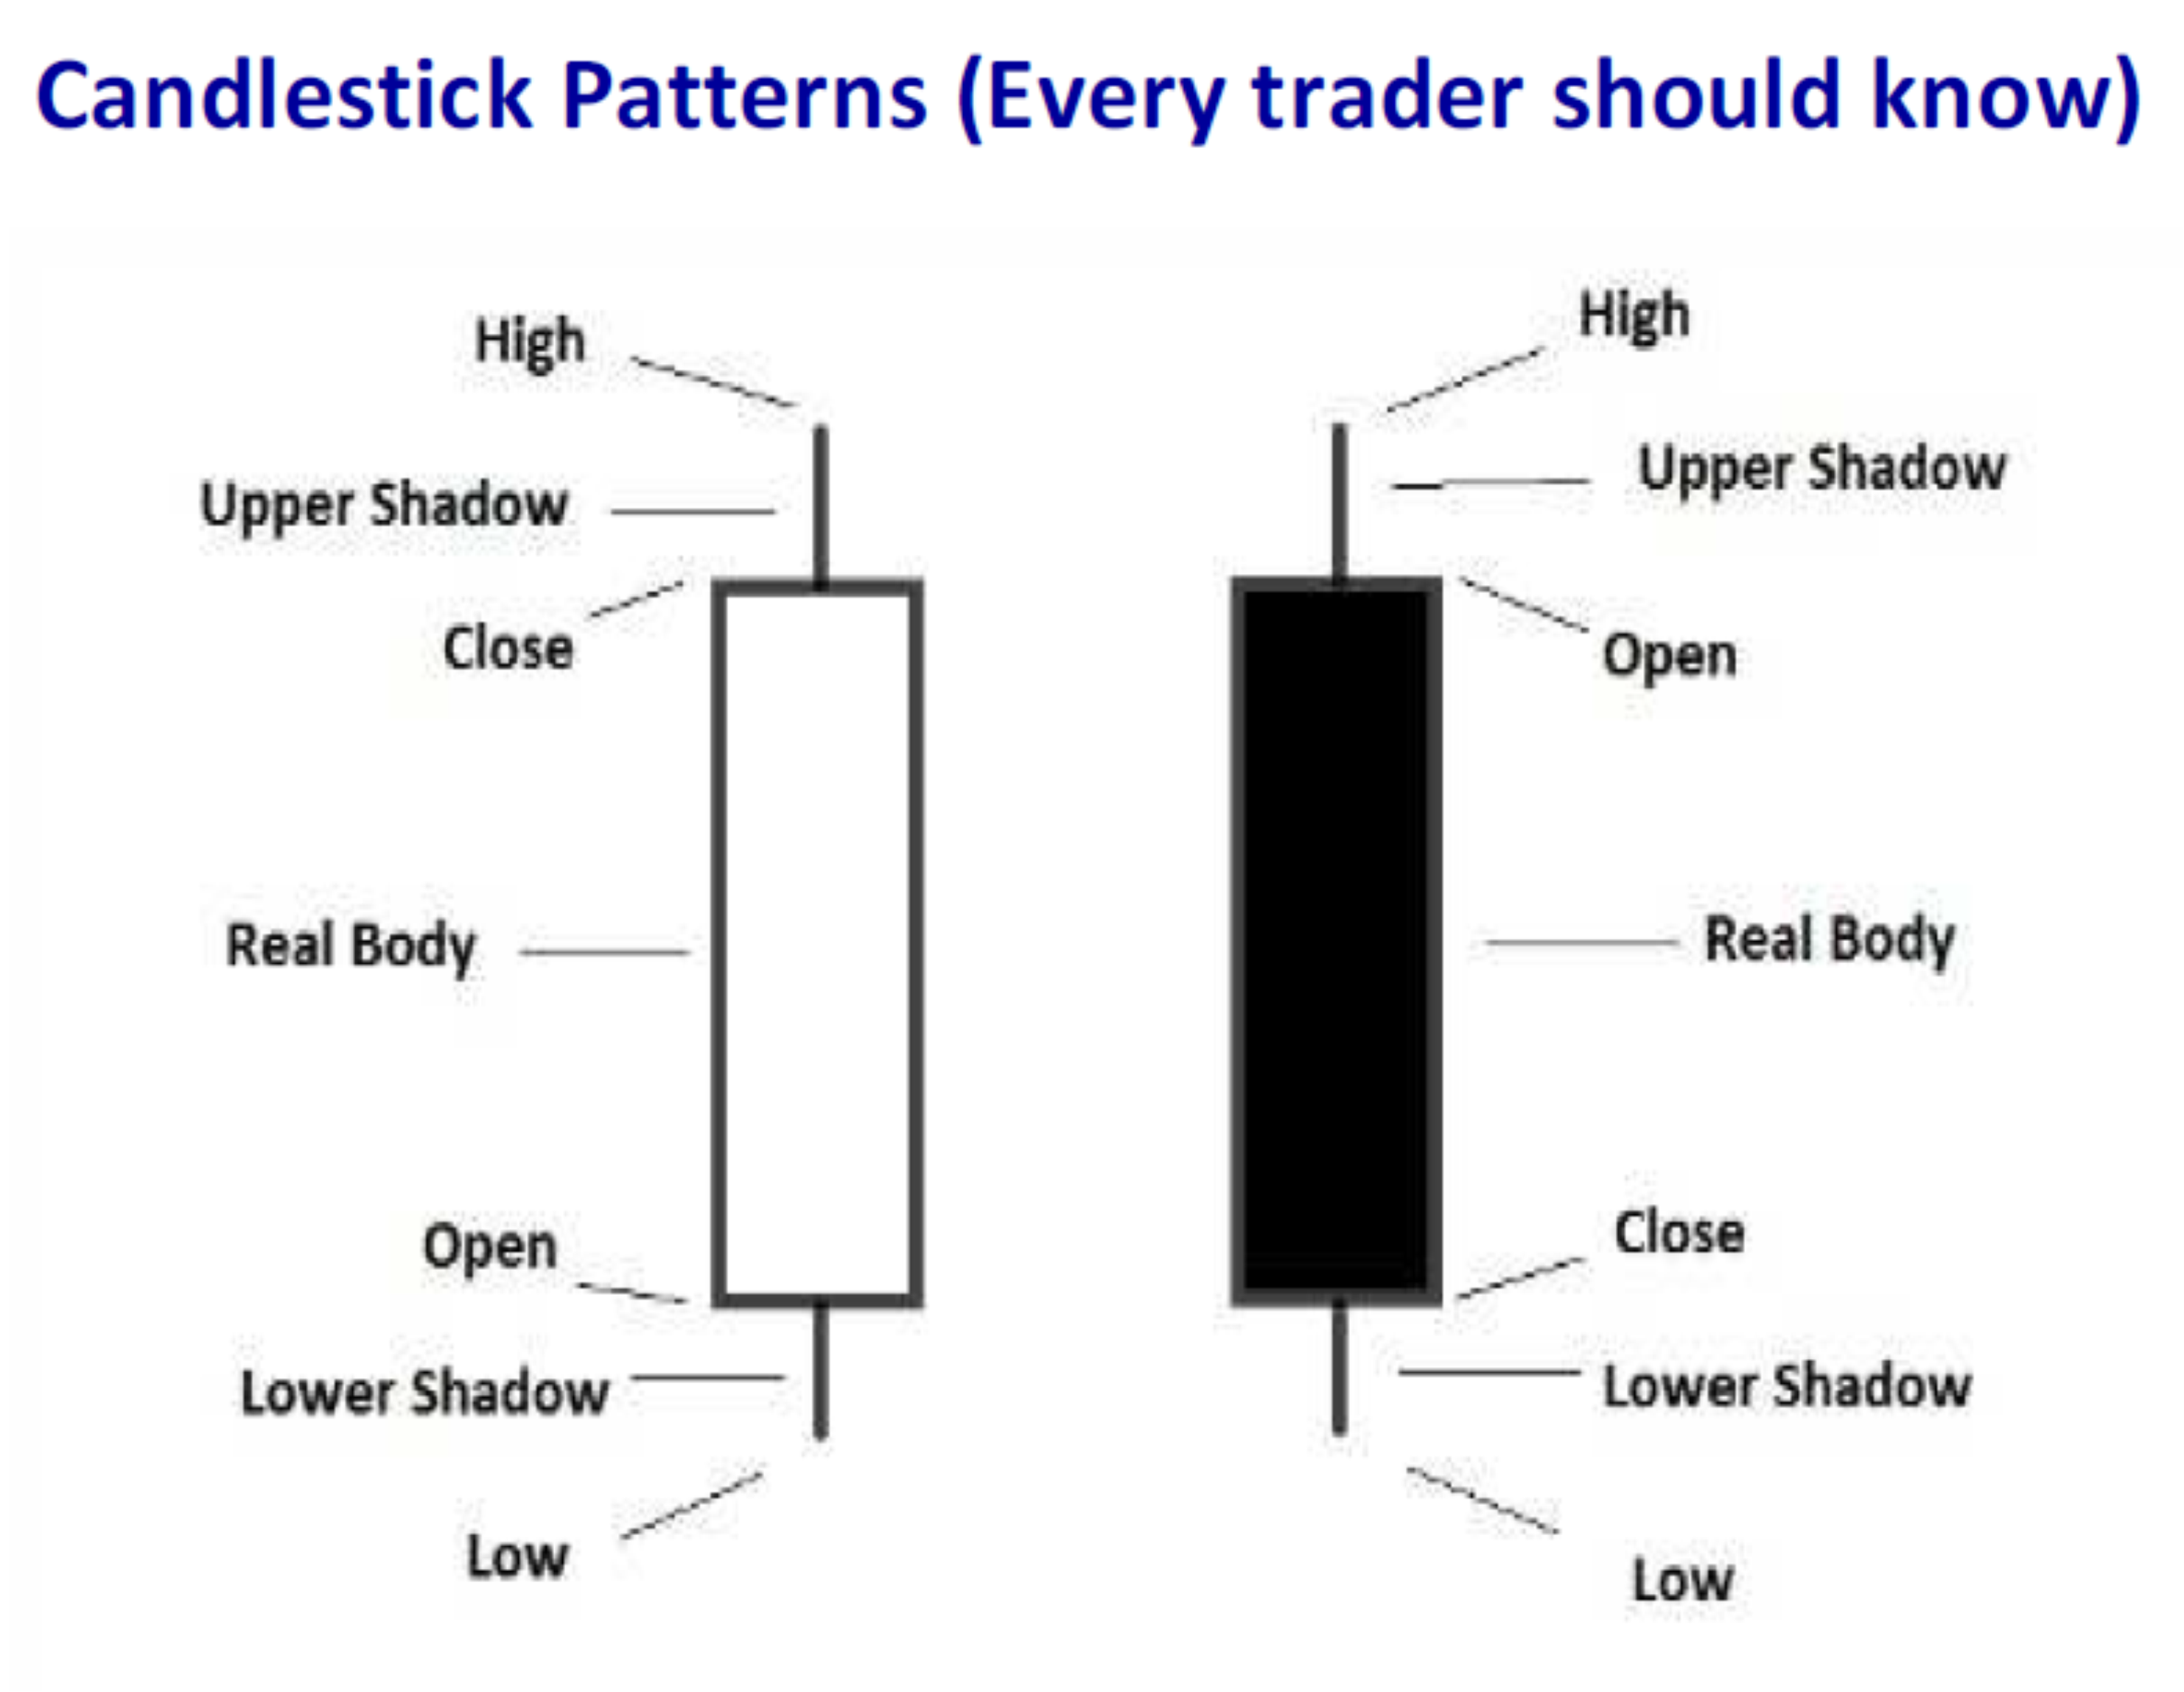 Candlestick Patterns (Every trader should know)
High
High
Upper Shadow
Upper Shadow
Close
Open
Real Body
Real Body
Open
Close
Lower Shadow
Lower Shadow
Low
Low